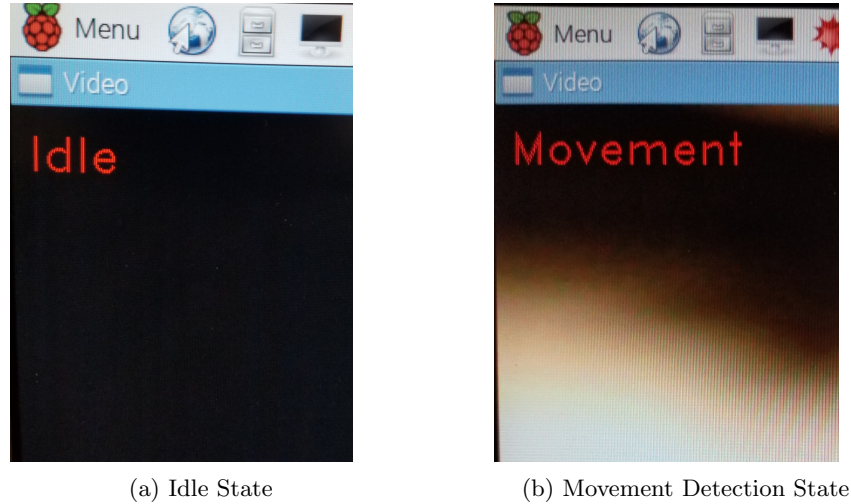 Menu
Video
Idle
(a) Idle State
Menu
Video
Movement
(b) Movement Detection State